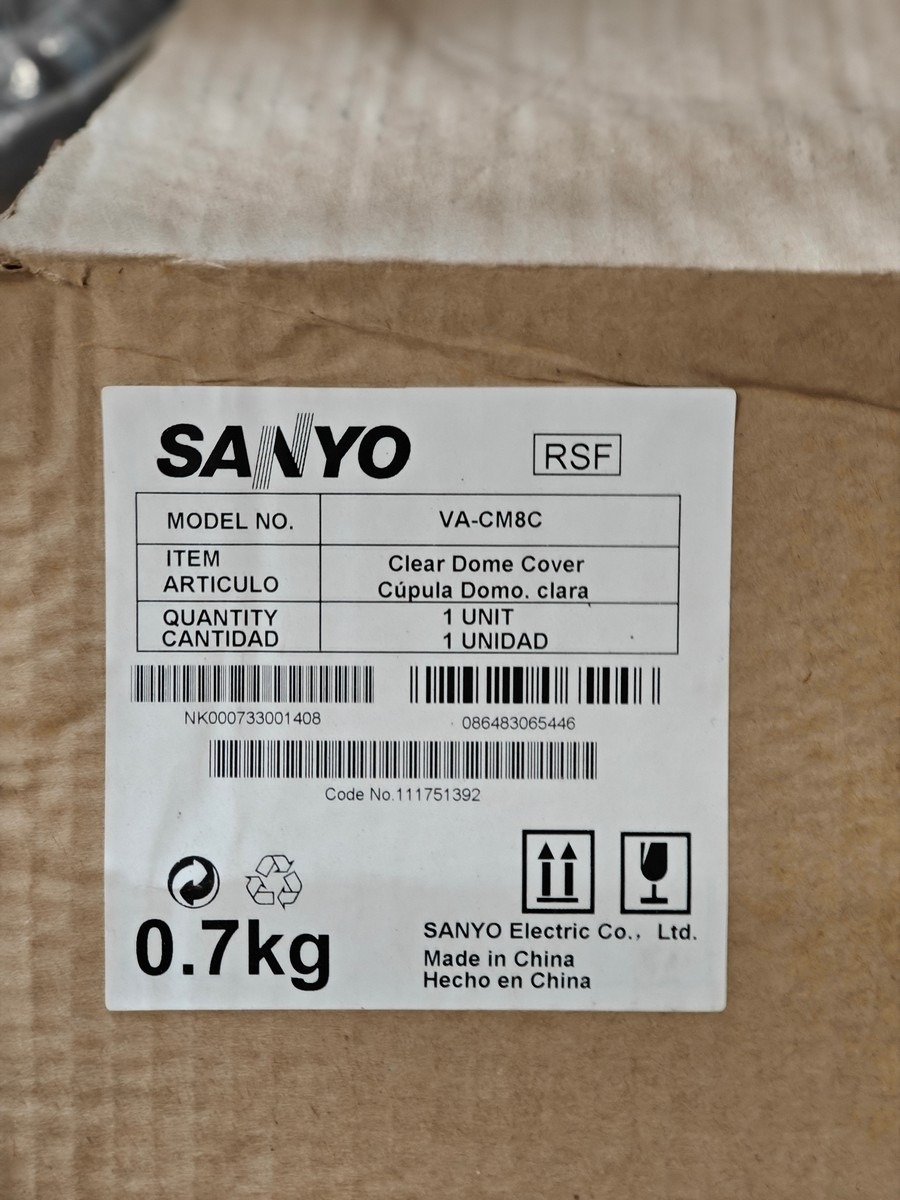 SANYO
RSF
MODEL NO. VA-CM8C
ITEM Clear Dome Cover
ARTICULO Cúpula Domo. clara
QUANTITY 1 UNIT
CANTIDAD 1 UNIDAD
NK000733001408
086483065446
Code No.111751392
0.7kg
SANYO Electric Co., Ltd.
Made in China
Hecho en China